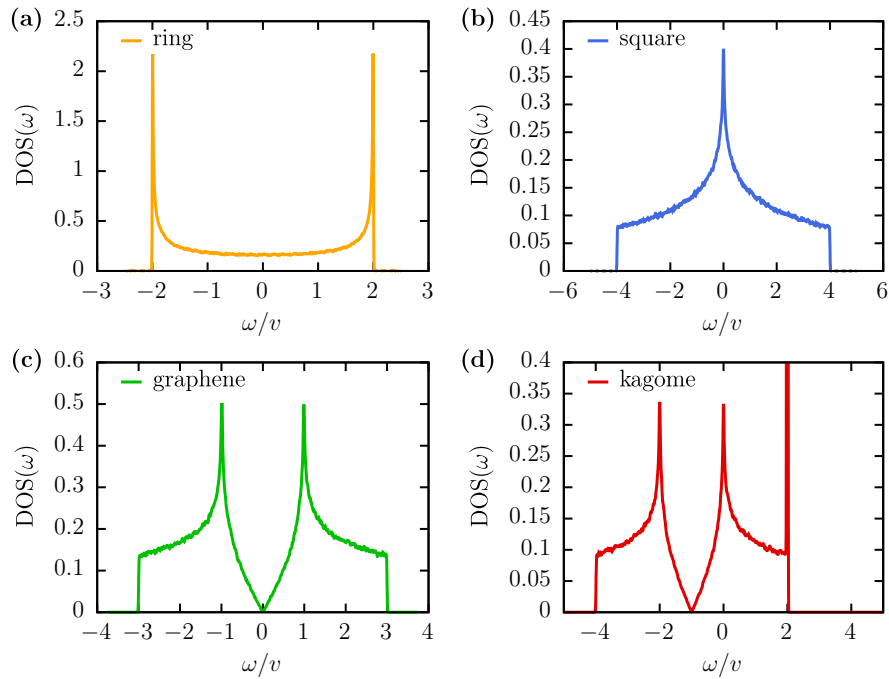 (a)
ring
DOS(ω)
2.5
2
1.5
1
0.5
0
−3 −2 −1 0 1 2 3
ω/v
(b)
square
DOS(ω)
0.45
0.4
0.35
0.3
0.25
0.2
0.15
0.1
0.05
0
−6 −4 −2 0 2 4 6
ω/v
(c)
graphene
DOS(ω)
0.6
0.5
0.4
0.3
0.2
0.1
0
−4 −3 −2 −1 0 1 2 3 4
ω/v
(d)
kagome
DOS(ω)
0.4
0.35
0.3
0.25
0.2
0.15
0.1
0.05
0
−4 −2 0 2 4
ω/v